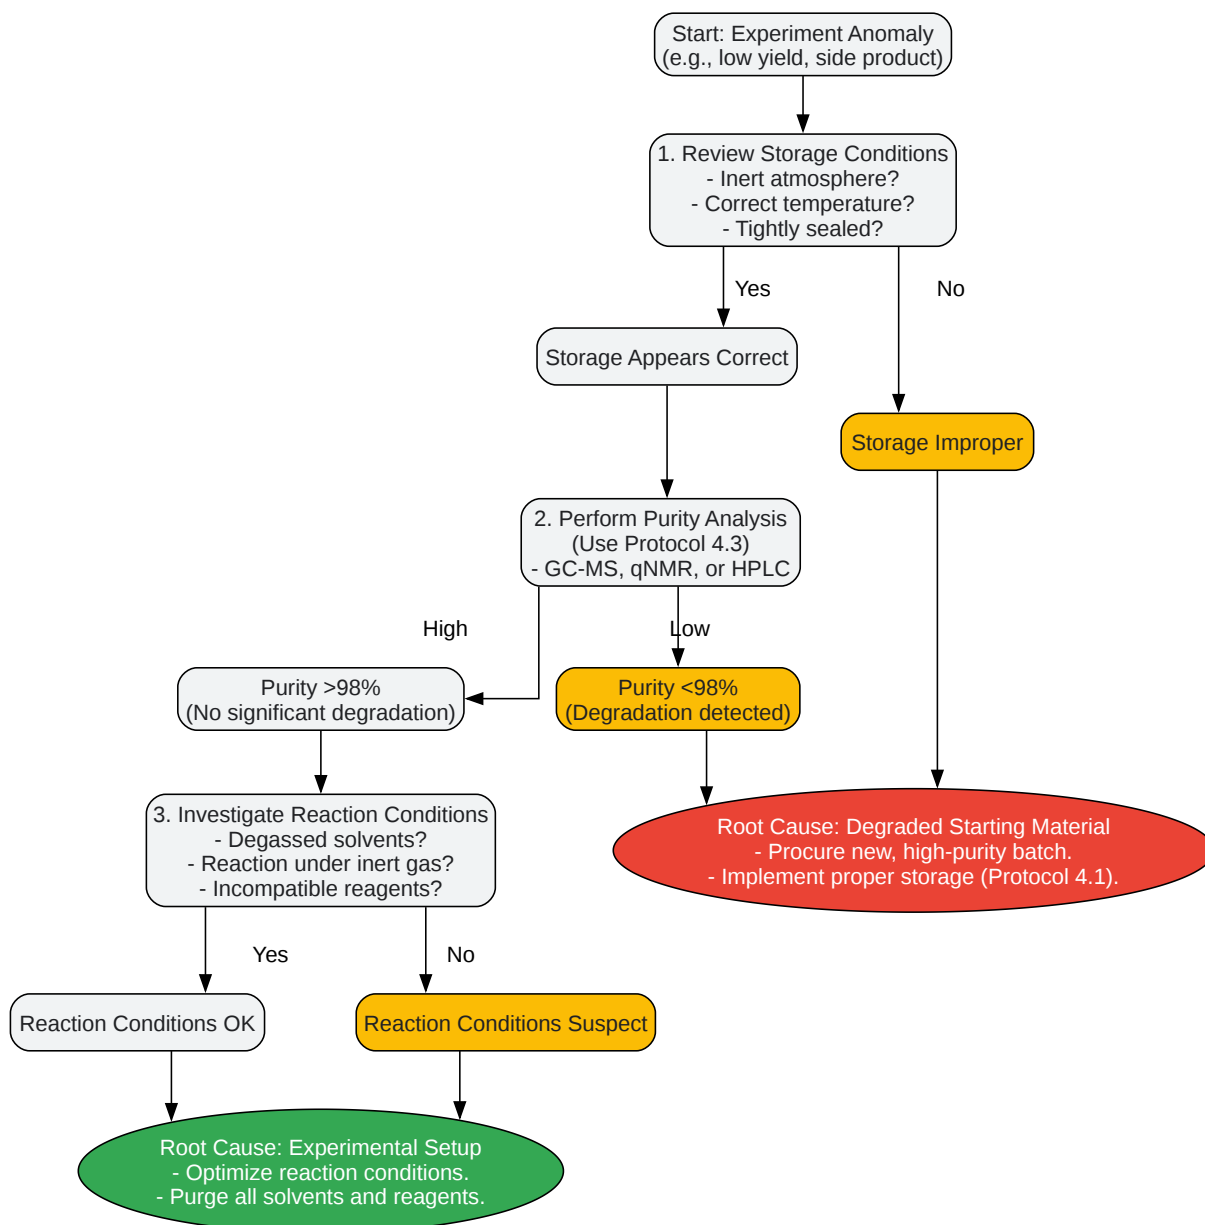 Start: Experiment Anomaly
(e.g., low yield, side product)
1. Review Storage Conditions
- Inert atmosphere?
- Correct temperature?
- Tightly sealed?
Yes
No
Storage Appears Correct
Storage Improper
2. Perform Purity Analysis
(Use Protocol 4.3)
- GC-MS, qNMR, or HPLC
High
Low
Purity >98%
(No significant degradation)
Purity <98%
(Degradation detected)
3. Investigate Reaction Conditions
- Degassed solvents?
- Reaction under inert gas?
- Incompatible reagents?
Root Cause: Degraded Starting Material
- Procure new, high-purity batch.
- Implement proper storage (Protocol 4.1).
Yes
No
Reaction Conditions OK
Reaction Conditions Suspect
Root Cause: Experimental Setup
- Optimize reaction conditions.
- Purge all solvents and reagents.